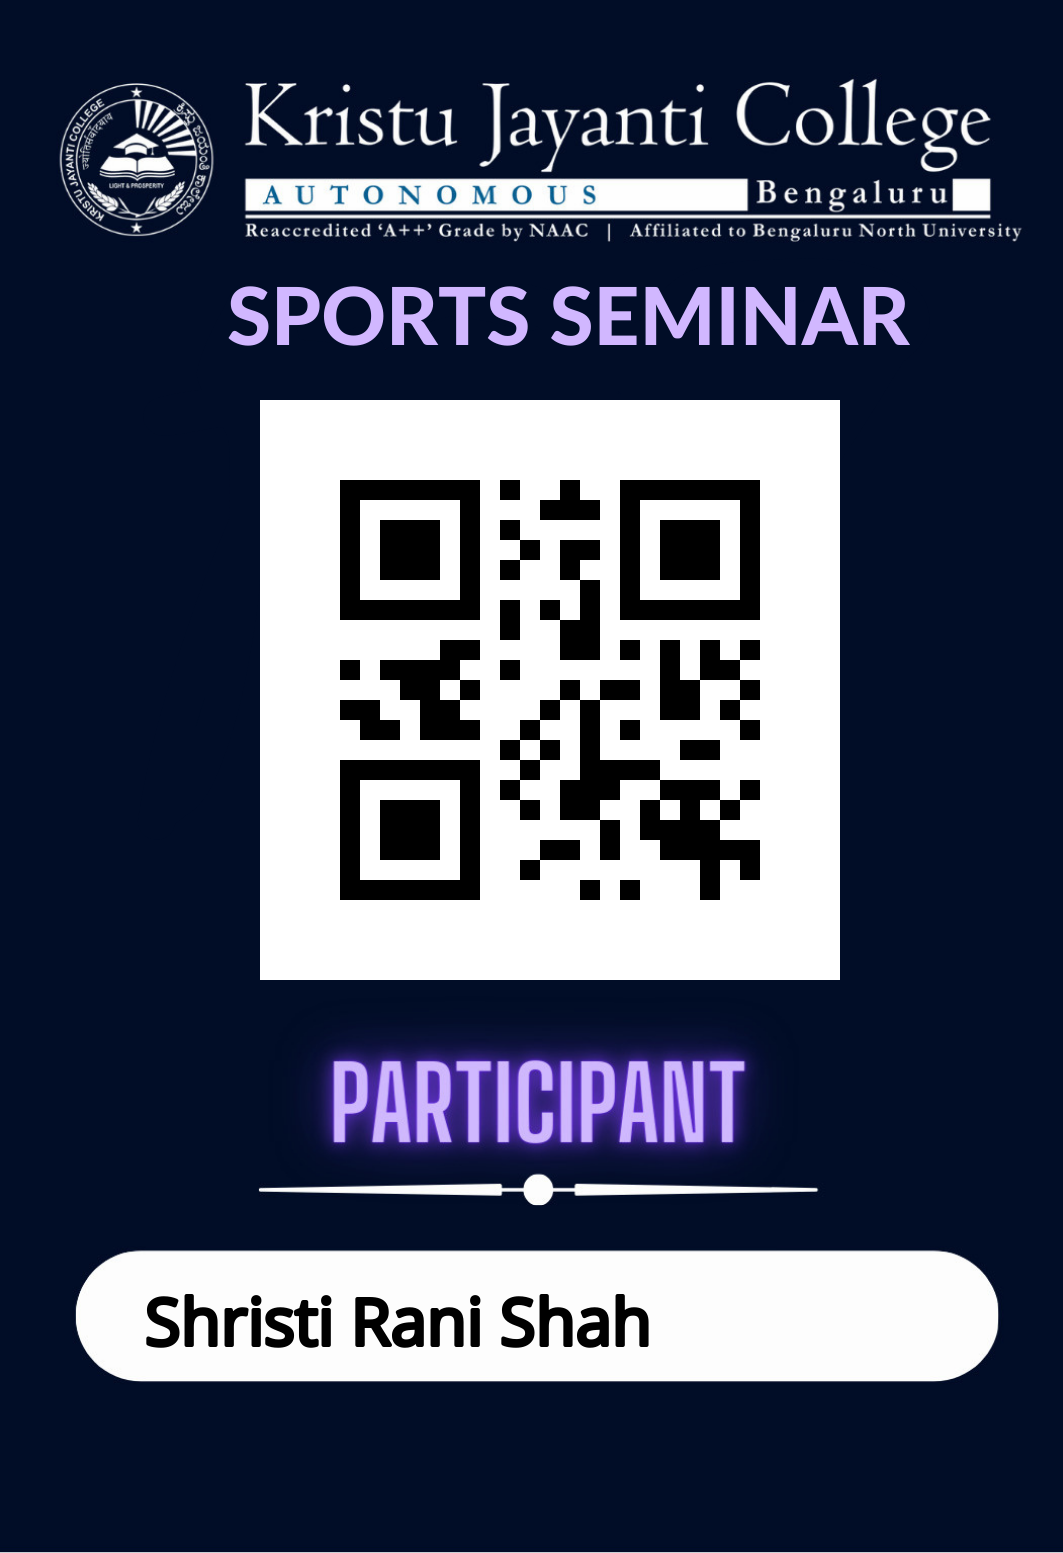 KRISTU JAYANTI COLLEGE
ಕ್ರಿಸ್ತು ಜಯಂತಿ ಕಾಲೇಜು
LIGHT & PROSPERITY
Kristu Jayanti College
AUTONOMOUS Bengaluru
Reaccredited ‘A++’ Grade by NAAC | Affiliated to Bengaluru North University
SPORTS SEMINAR
PARTICIPANT
Shristi Rani Shah